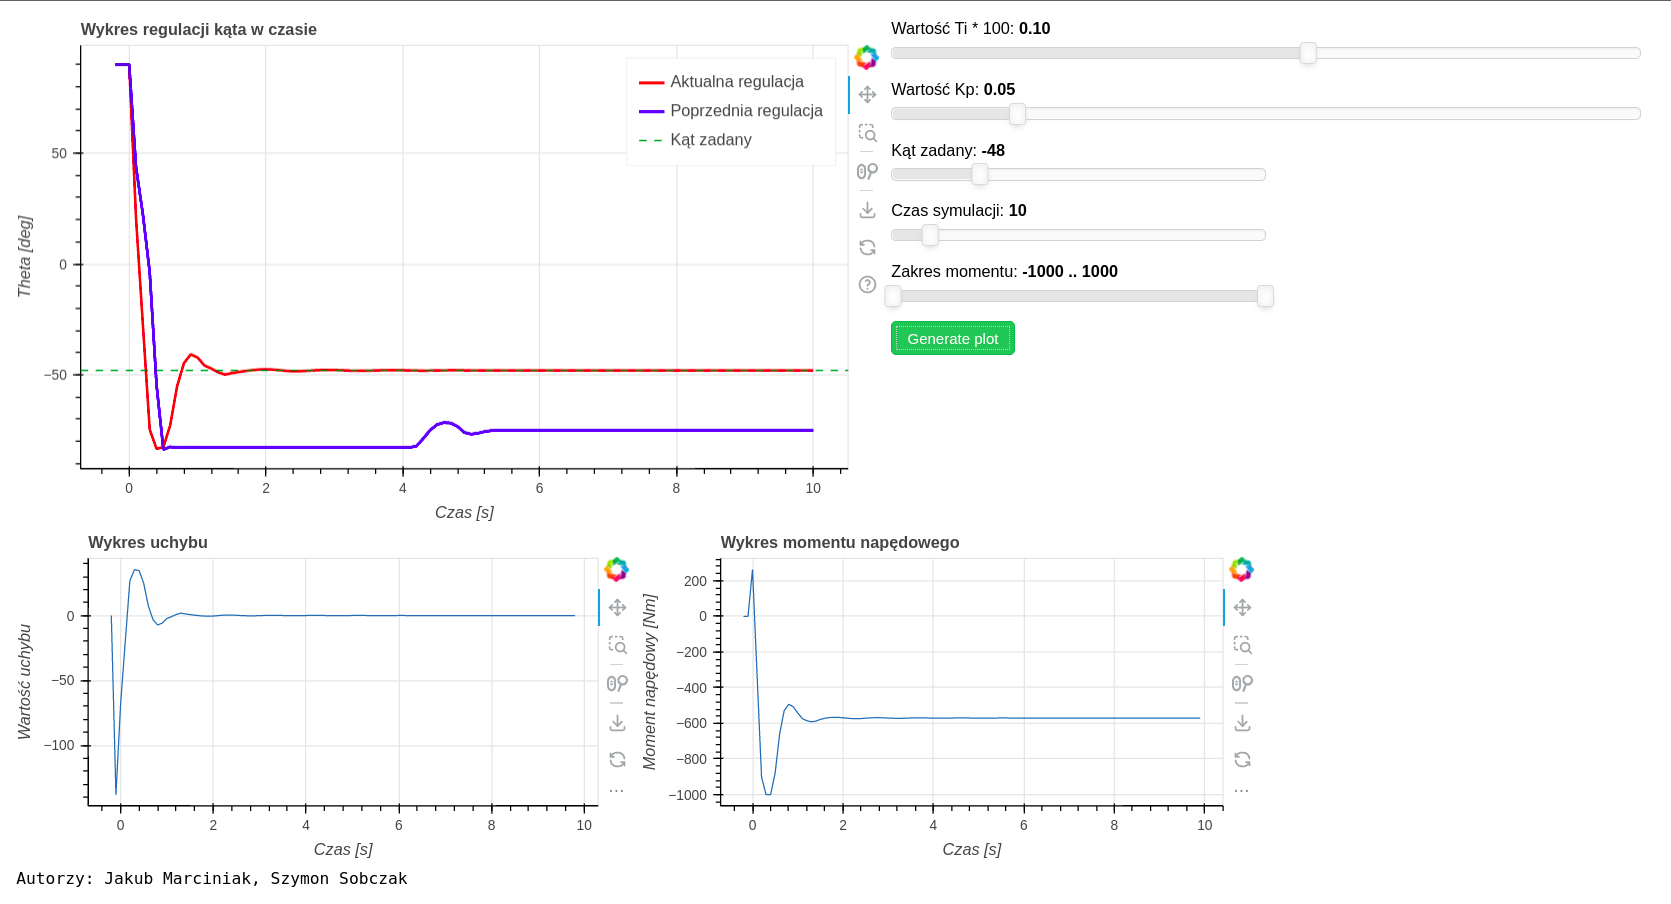 Wykres regulacji kąta w czasie
Aktualna regulacja
Poprzednia regulacja
Kąt zadany
50
0
−50
Theta [deg]
0 2 4 6 8 10
Czas [s]
Wartość Ti * 100: 0.10
Wartość Kp: 0.05
Kąt zadany: -48
Czas symulacji: 10
Zakres momentu: -1000 .. 1000
Generate plot
Wykres uchybu
0
−50
−100
Wartość uchybu
0 2 4 6 8 10
Czas [s]
Wykres momentu napędowego
200
0
−200
−400
−600
−800
−1000
Moment napędowy [Nm]
0 2 4 6 8 10
Czas [s]
Autorzy: Jakub Marciniak, Szymon Sobczak